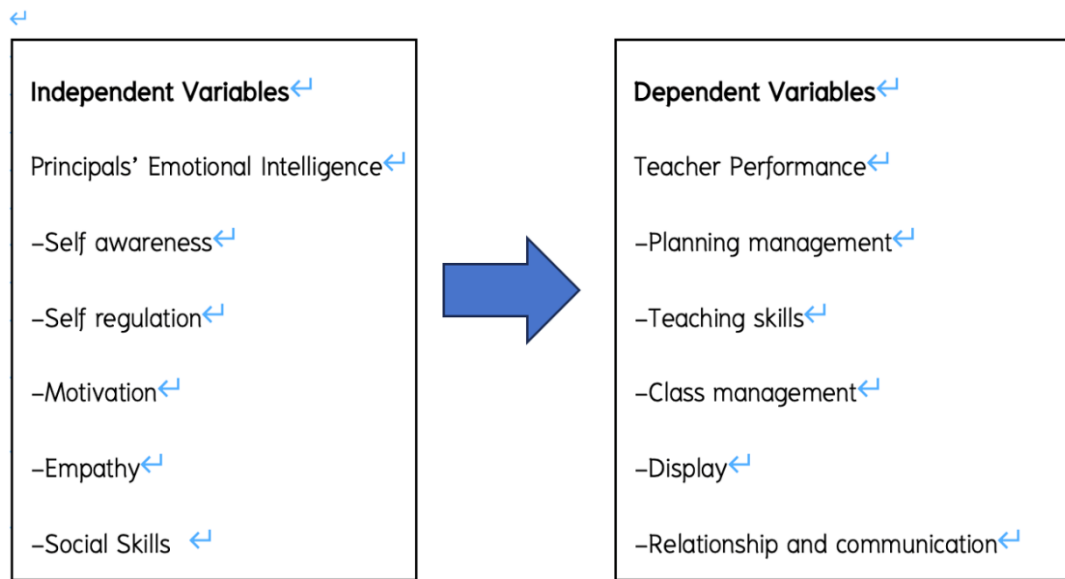 Independent Variables
Principals’ Emotional Intelligence
-Self awareness
-Self regulation
-Motivation
-Empathy
-Social Skills
Dependent Variables
Teacher Performance
-Planning management
-Teaching skills
-Class management
-Display
-Relationship and communication